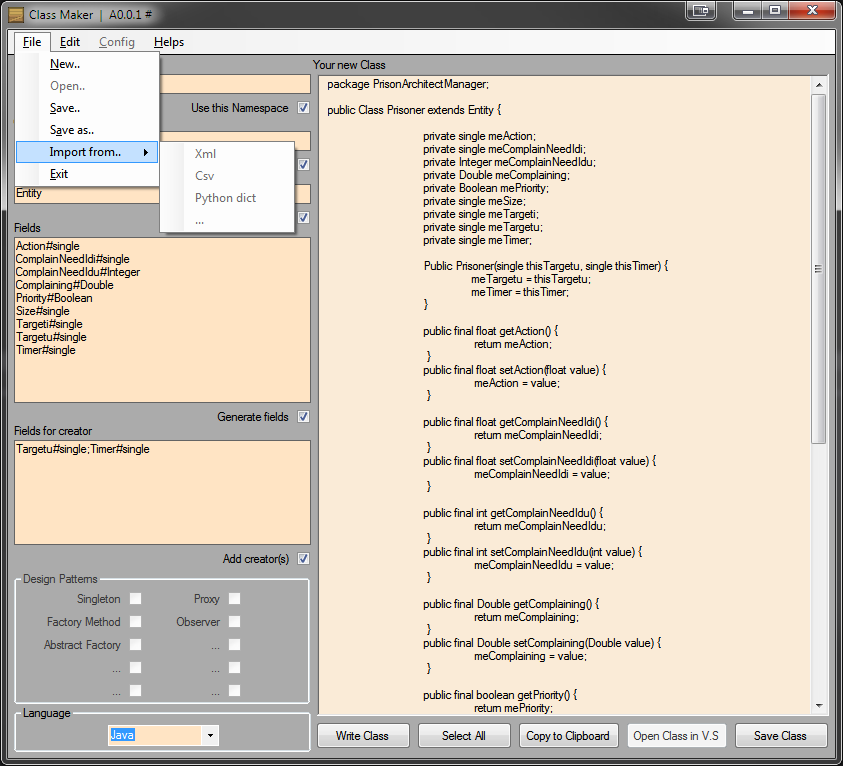 Class Maker | A0.0.1 #
File Edit Config Helps
New..
Open..
Save..
Save as..
Import from..
Exit
Xml
Csv
Python dict
...
Use this Namespace
Entity
Fields
Action#single
ComplainNeedIdi#single
ComplainNeedIdu#Integer
Complaining#Double
Priority#Boolean
Size#single
Targeti#single
Targetu#single
Timer#single
Generate fields
Fields for creator
Targetu#single;Timer#single
Add creator(s)
Design Patterns
Singleton Proxy
Factory Method Observer
Abstract Factory ...
... ...
... ...
Language
Java
Your new Class
package PrisonArchitectManager;
public Class Prisoner extends Entity {
private single meAction;
private single meComplainNeedIdi;
private Integer meComplainNeedIdu;
private Double meComplaining;
private Boolean mePriority;
private single meSize;
private single meTargeti;
private single meTargetu;
private single meTimer;
Public Prisoner(single thisTargetu, single thisTimer) {
meTargetu = thisTargetu;
meTimer = thisTimer;
}
public final float getAction() {
return meAction;
}
public final float setAction(float value) {
meAction = value;
}
public final float getComplainNeedIdi() {
return meComplainNeedIdi;
}
public final float setComplainNeedIdi(float value) {
meComplainNeedIdi = value;
}
public final int getComplainNeedIdu() {
return meComplainNeedIdu;
}
public final int setComplainNeedIdu(int value) {
meComplainNeedIdu = value;
}
public final Double getComplaining() {
return meComplaining;
}
public final Double setComplaining(Double value) {
meComplaining = value;
}
public final boolean getPriority() {
return mePriority;
Write Class Select All Copy to Clipboard Open Class in V.S Save Class